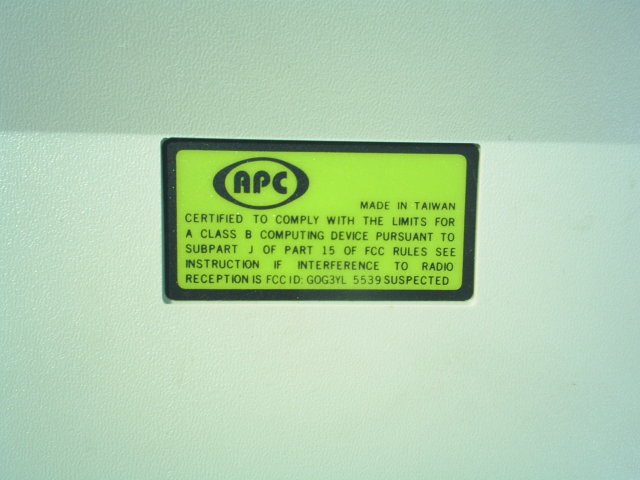 APC
MADE IN TAIWAN
CERTIFIED TO COMPLY WITH THE LIMITS FOR
A CLASS B COMPUTING DEVICE PURSUANT TO
SUBPART J OF PART 15 OF FCC RULES SEE
INSTRUCTION IF INTERFERENCE TO RADIO
RECEPTION IS FCC ID: GOG3YL 5539 SUSPECTED